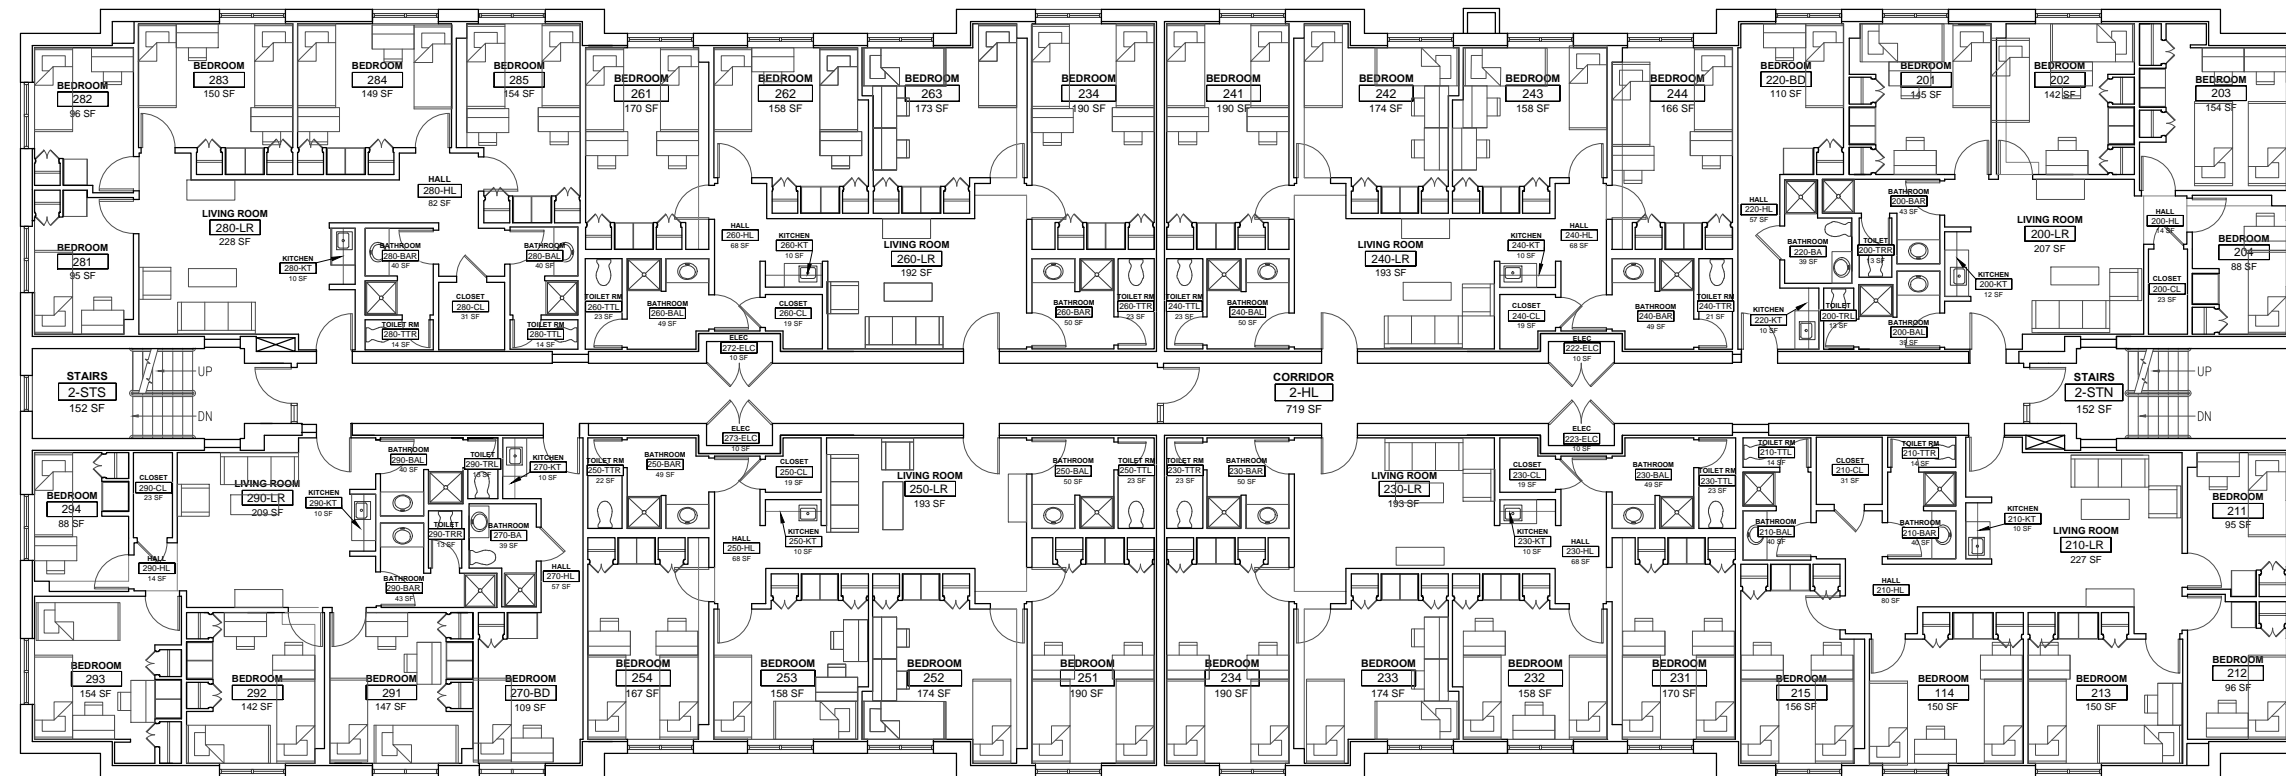 BEDROOM
282
96 SF
BEDROOM
283
150 SF
BEDROOM
284
149 SF
BEDROOM
285
154 SF
BEDROOM
261
170 SF
BEDROOM
262
158 SF
BEDROOM
263
173 SF
BEDROOM
234
190 SF
BEDROOM
241
190 SF
BEDROOM
242
174 SF
BEDROOM
243
158 SF
BEDROOM
244
166 SF
BEDROOM
220-BD
110 SF
BEDROOM
201
145 SF
BEDROOM
202
142 SF
BEDROOM
203
154 SF
BEDROOM
281
95 SF
LIVING ROOM
280-LR
228 SF
HALL
280-HL
82 SF
KITCHEN
280-KT
10 SF
BATHROOM
280-BAR
40 SF
TOILET RM
280-TTR
14 SF
CLOSET
280-CL
31 SF
BATHROOM
280-BAL
40 SF
TOILET RM
280-TTL
14 SF
TOILET RM
260-TTL
23 SF
BATHROOM
260-BAL
49 SF
HALL
260-HL
68 SF
KITCHEN
260-KT
10 SF
CLOSET
260-CL
19 SF
LIVING ROOM
260-LR
192 SF
BATHROOM
260-BAR
50 SF
TOILET RM
260-TTR
23 SF
TOILET RM
240-TTL
23 SF
BATHROOM
240-BAL
50 SF
LIVING ROOM
240-LR
193 SF
KITCHEN
240-KT
10 SF
CLOSET
240-CL
19 SF
HALL
240-HL
68 SF
BATHROOM
240-BAR
49 SF
TOILET RM
240-TTR
21 SF
HALL
220-HL
57 SF
BATHROOM
220-BA
39 SF
KITCHEN
220-KT
10 SF
TOILET
200-TRR
13 SF
BATHROOM
200-BAR
43 SF
TOILET
200-TRL
13 SF
BATHROOM
200-BAL
39 SF
KITCHEN
200-KT
12 SF
LIVING ROOM
200-LR
207 SF
HALL
200-HL
14 SF
CLOSET
200-CL
23 SF
BEDROOM
204
88 SF
ELEC
272-ELC
10 SF
ELEC
222-ELC
10 SF
STAIRS
2-STS
152 SF
UP
DN
CORRIDOR
2-HL
719 SF
STAIRS
2-STN
152 SF
UP
DN
ELEC
273-ELC
10 SF
ELEC
223-ELC
10 SF
BEDROOM
294
88 SF
CLOSET
290-CL
23 SF
HALL
290-HL
14 SF
LIVING ROOM
290-LR
209 SF
KITCHEN
290-KT
10 SF
BATHROOM
290-BAL
40 SF
TOILET
290-TRL
13 SF
KITCHEN
270-KT
10 SF
TOILET
290-TRR
13 SF
BATHROOM
270-BA
39 SF
BATHROOM
290-BAR
43 SF
HALL
270-HL
57 SF
TOILET RM
250-TTR
22 SF
BATHROOM
250-BAR
49 SF
CLOSET
250-CL
19 SF
HALL
250-HL
68 SF
KITCHEN
250-KT
10 SF
LIVING ROOM
250-LR
193 SF
BATHROOM
250-BAL
50 SF
TOILET RM
250-TTL
23 SF
TOILET RM
230-TTR
23 SF
BATHROOM
230-BAR
50 SF
LIVING ROOM
230-LR
193 SF
CLOSET
230-CL
19 SF
KITCHEN
230-KT
10 SF
HALL
230-HL
68 SF
BATHROOM
230-BAL
49 SF
TOILET RM
230-TTL
23 SF
TOILET RM
210-TTL
14 SF
CLOSET
210-CL
31 SF
TOILET RM
210-TTR
14 SF
BATHROOM
210-BAL
40 SF
BATHROOM
210-BAR
40 SF
KITCHEN
210-KT
10 SF
LIVING ROOM
210-LR
227 SF
HALL
210-HL
80 SF
BEDROOM
211
95 SF
BEDROOM
293
154 SF
BEDROOM
292
142 SF
BEDROOM
291
147 SF
BEDROOM
270-BD
109 SF
BEDROOM
254
167 SF
BEDROOM
253
158 SF
BEDROOM
252
174 SF
BEDROOM
251
190 SF
BEDROOM
234
190 SF
BEDROOM
233
174 SF
BEDROOM
232
158 SF
BEDROOM
231
170 SF
BEDROOM
215
156 SF
BEDROOM
114
150 SF
BEDROOM
213
150 SF
BEDROOM
212
96 SF